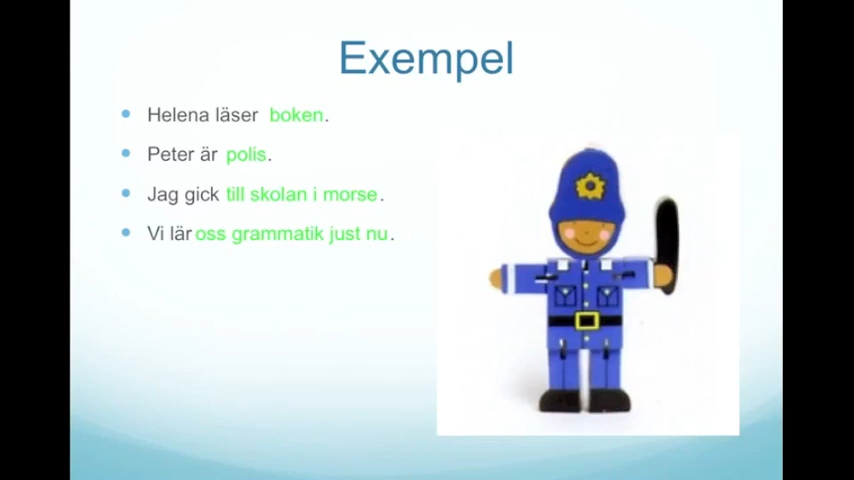 Exempel
Helena läser boken.
Peter är polis.
Jag gick till skolan i morse.
Vi lär oss grammatik just nu.